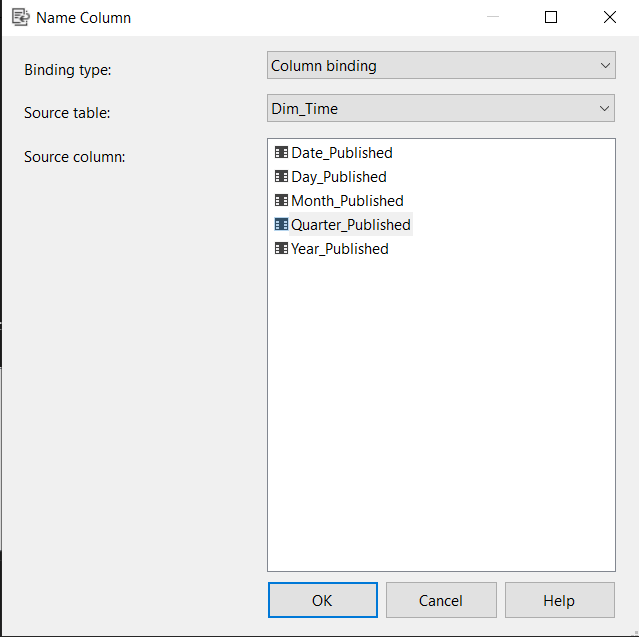 Name Column
Binding type:
Column binding
Source table:
Dim_Time
Source column:
Date_Published
Day_Published
Month_Published
Quarter_Published
Year_Published
OK
Cancel
Help